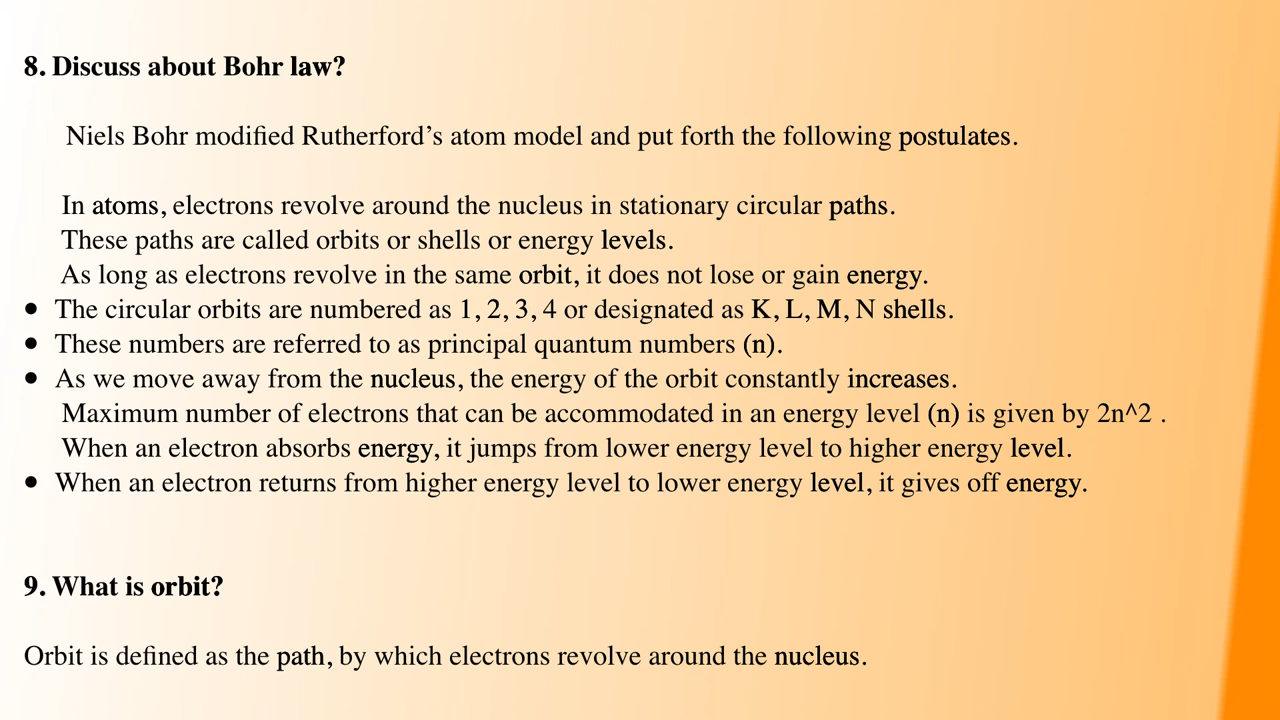 8. Discuss about Bohr law?
Niels Bohr modified Rutherford’s atom model and put forth the following postulates.
In atoms, electrons revolve around the nucleus in stationary circular paths.
These paths are called orbits or shells or energy levels.
As long as electrons revolve in the same orbit, it does not lose or gain energy.
• The circular orbits are numbered as 1, 2, 3, 4 or designated as K, L, M, N shells.
• These numbers are referred to as principal quantum numbers (n).
• As we move away from the nucleus, the energy of the orbit constantly increases.
Maximum number of electrons that can be accommodated in an energy level (n) is given by 2n^2 .
When an electron absorbs energy, it jumps from lower energy level to higher energy level.
• When an electron returns from higher energy level to lower energy level, it gives off energy.
9. What is orbit?
Orbit is defined as the path, by which electrons revolve around the nucleus.